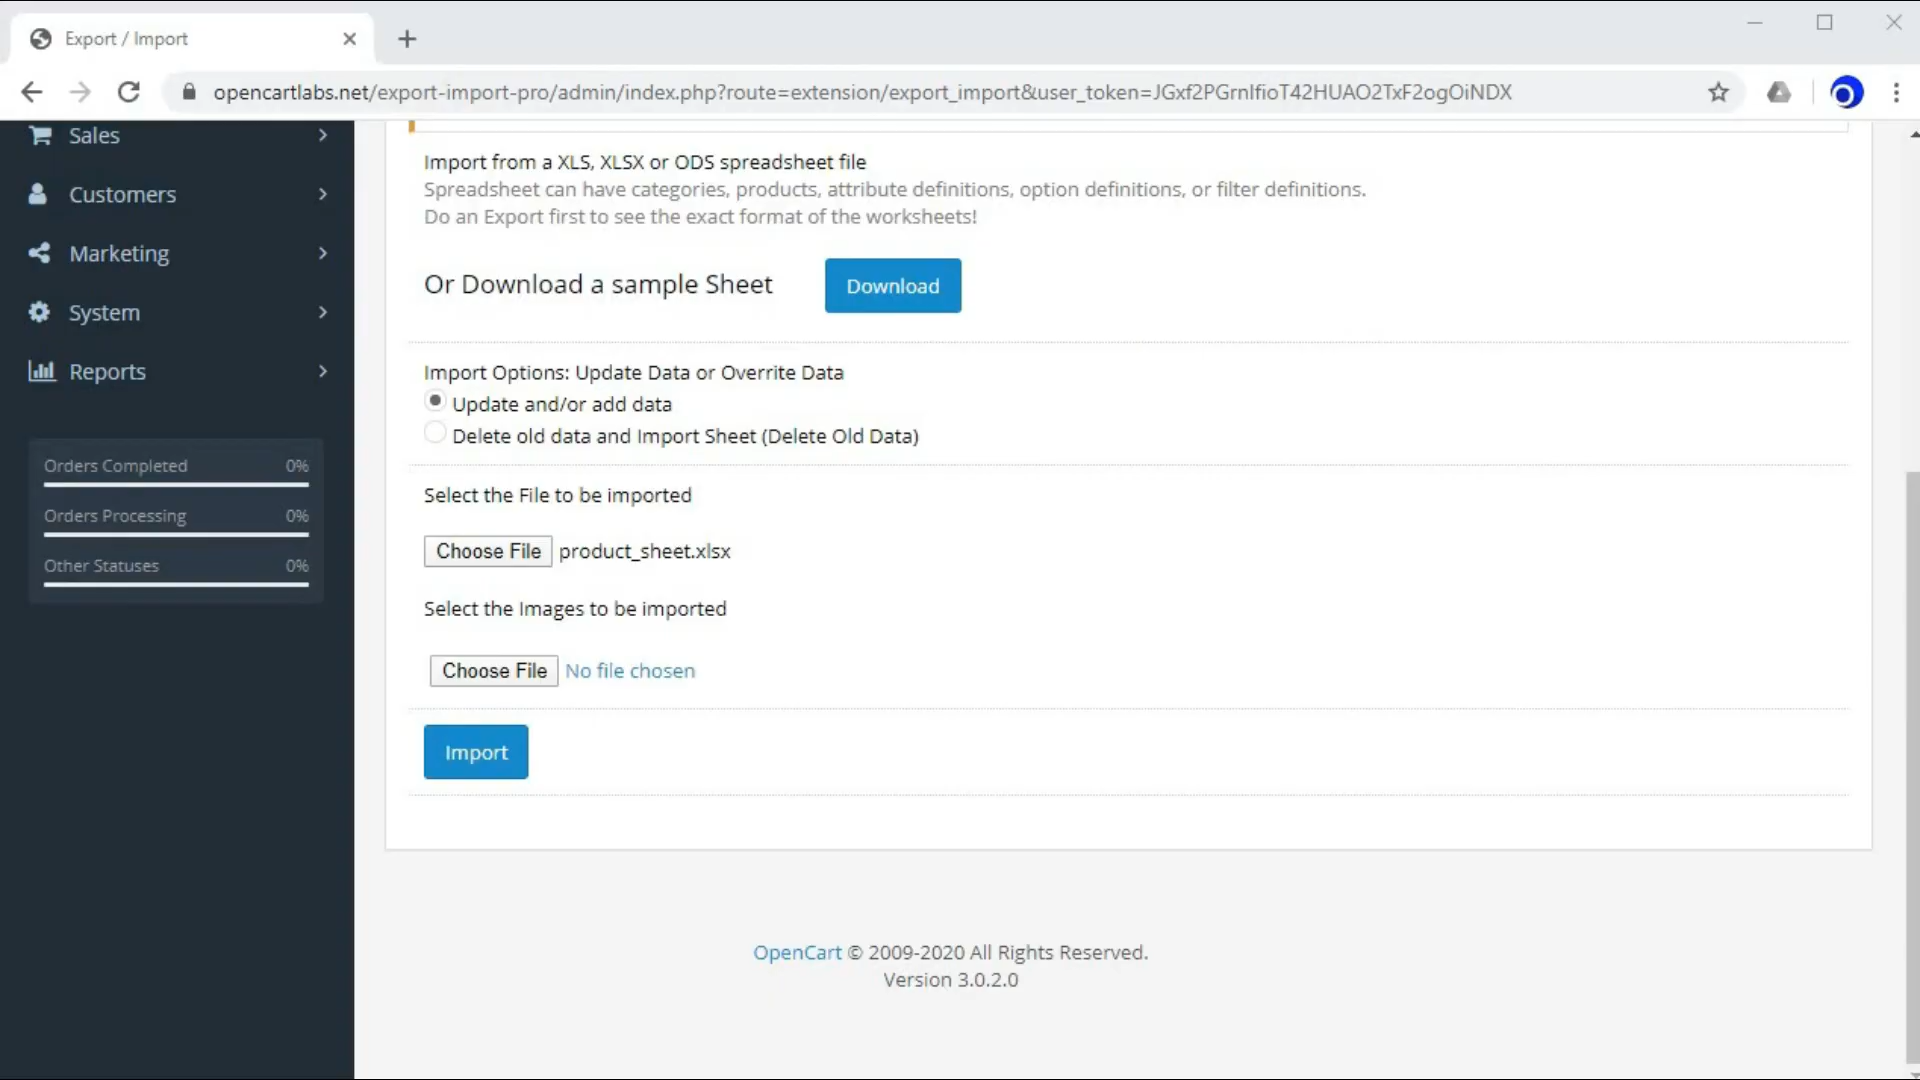 Export / Import
opencartlabs.net/export-import-pro/admin/index.php?route=extension/export_import&user_token=JGxf2PGrnlfioT42HUAO2TxF2ogOiNDX
Sales
Customers
Marketing
System
Reports
Orders Completed 0%
Orders Processing 0%
Other Statuses 0%
Import from a XLS, XLSX or ODS spreadsheet file
Spreadsheet can have categories, products, attribute definitions, option definitions, or filter definitions.
Do an Export first to see the exact format of the worksheets!
Or Download a sample Sheet Download
Import Options: Update Data or Overrite Data
Update and/or add data
Delete old data and Import Sheet (Delete Old Data)
Select the File to be imported
Choose File product_sheet.xlsx
Select the Images to be imported
Choose File No file chosen
Import
OpenCart © 2009-2020 All Rights Reserved.
Version 3.0.2.0